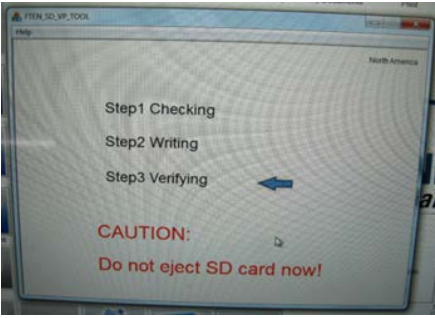 FTEN_SD_VP_TOOL
Help
North America
Step1 Checking
Step2 Writing
Step3 Verifying
CAUTION:
Do not eject SD card now!